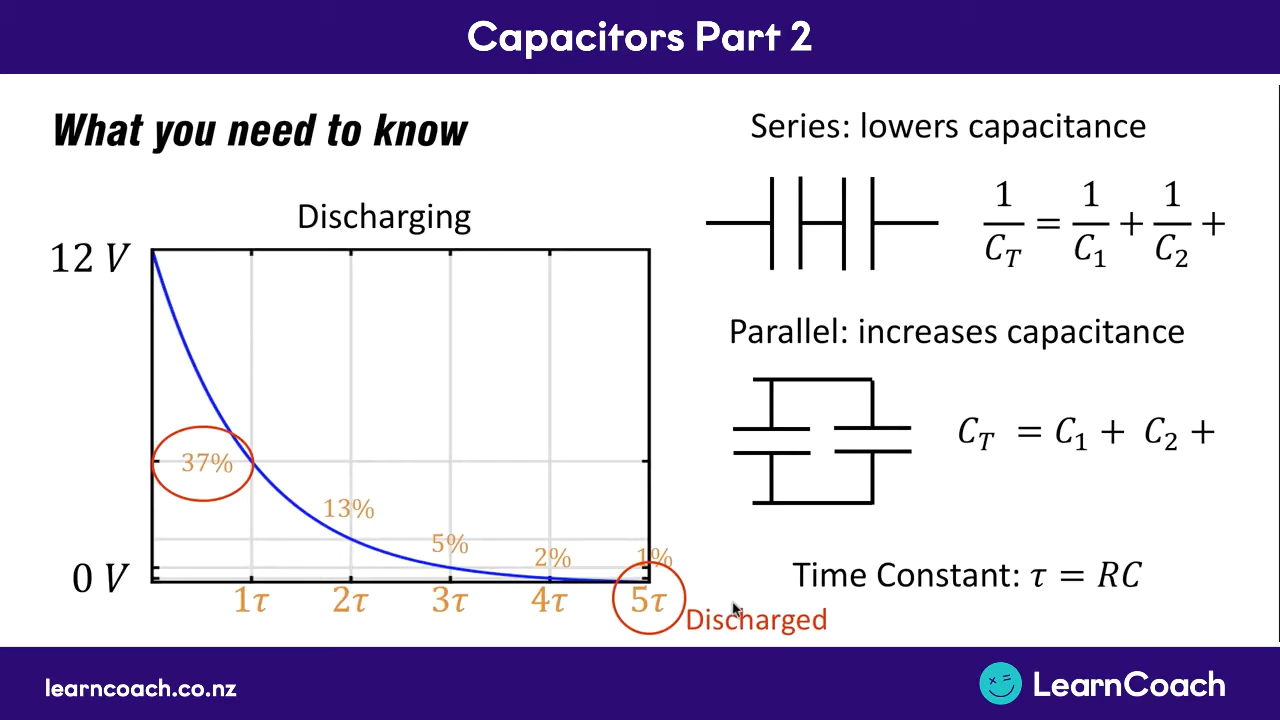 Capacitors Part 2
What you need to know
Discharging
12 V
37%
13%
5%
2%
1%
0 V
1τ 2τ 3τ 4τ 5τ
Discharged
Series: lowers capacitance
1/C_T = 1/C_1 + 1/C_2 +
Parallel: increases capacitance
C_T = C_1 + C_2 +
Time Constant: τ = RC
learncoach.co.nz
LearnCoach